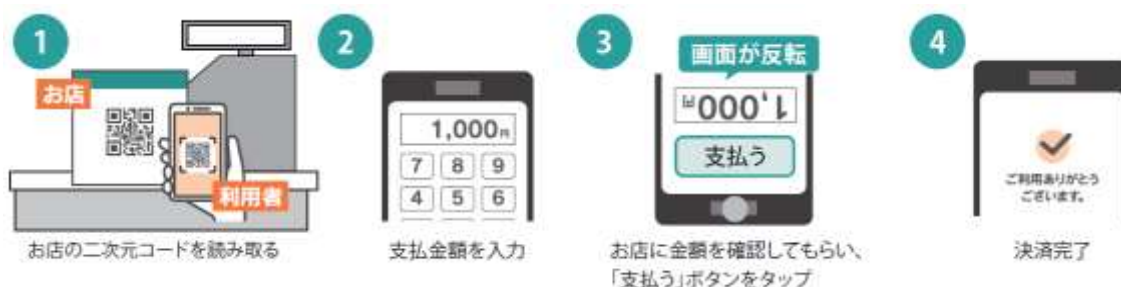 1
お店
利用者
お店の二次元コードを読み取る
2
1,000円
7 8 9
4 5 6
支払金額を入力
3
画面が反転
1,000円
支払う
お店に金額を確認してもらい、
「支払う」ボタンをタップ
4
ご利用ありがとう
ございます。
決済完了